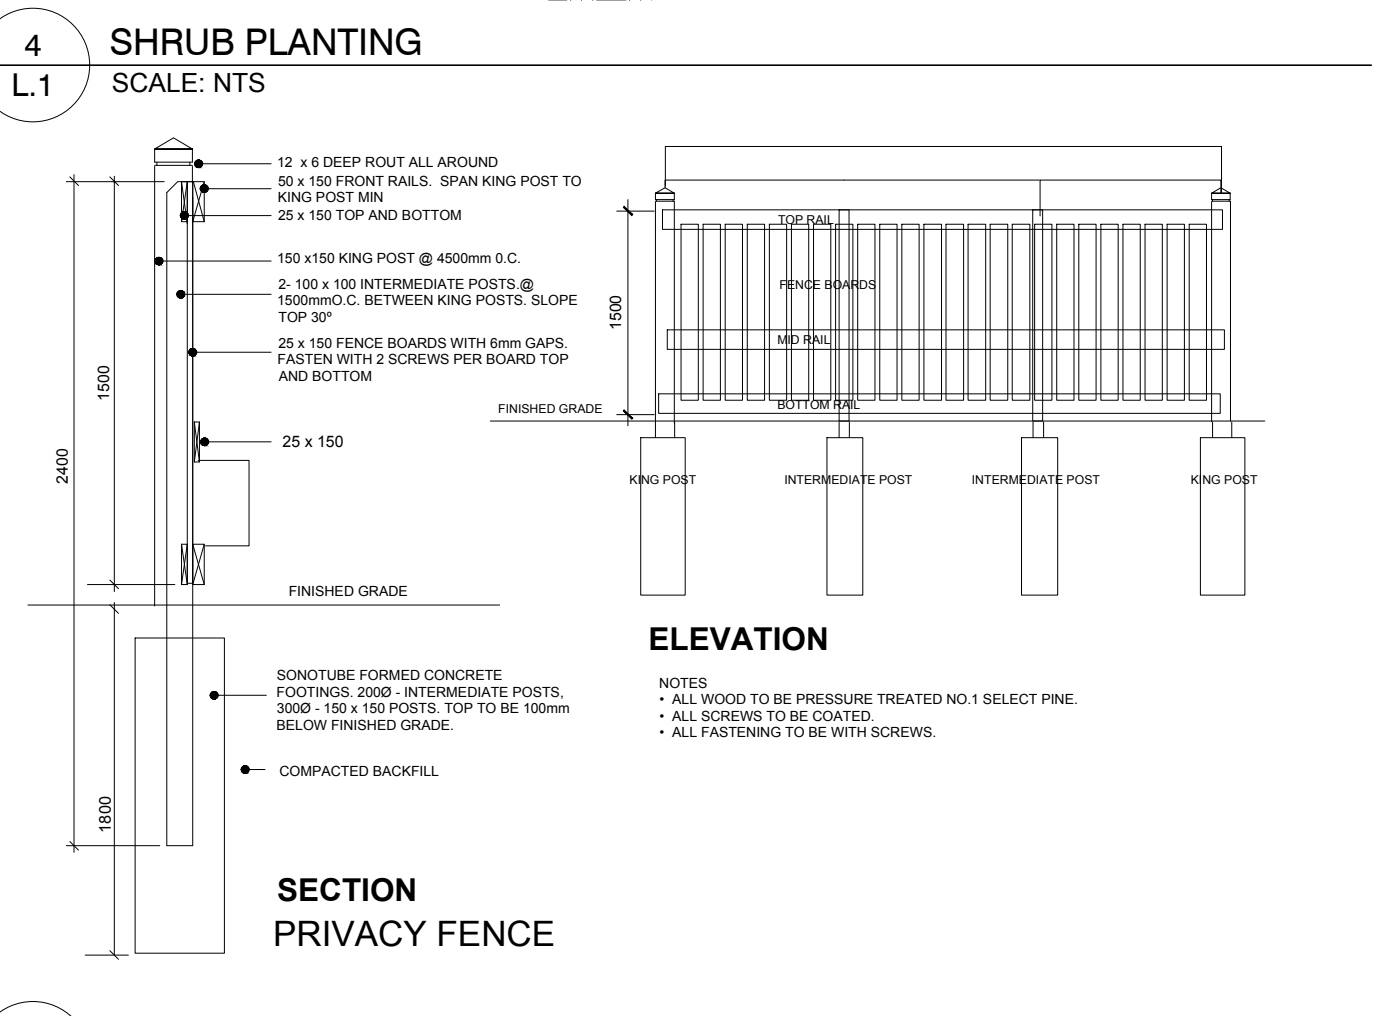 4
SHRUB PLANTING
L.1
SCALE: NTS
12 x 6 DEEP ROUT ALL AROUND
50 x 150 FRONT RAILS. SPAN KING POST TO
KING POST MIN
25 x 150 TOP AND BOTTOM
150 x150 KING POST @ 4500mm 0.C.
2- 100 x 100 INTERMEDIATE POSTS.@
1500mmO.C. BETWEEN KING POSTS. SLOPE
TOP 30º
25 x 150 FENCE BOARDS WITH 6mm GAPS.
FASTEN WITH 2 SCREWS PER BOARD TOP
AND BOTTOM
25 x 150
1500
2400
1800
FINISHED GRADE
SONOTUBE FORMED CONCRETE
FOOTINGS. 200Ø - INTERMEDIATE POSTS,
300Ø - 150 x 150 POSTS. TOP TO BE 100mm
BELOW FINISHED GRADE.
COMPACTED BACKFILL
SECTION
PRIVACY FENCE
TOP RAIL
FENCE BOARDS
1500
MID RAIL
BOTTOM RAIL
FINISHED GRADE
KING POST
INTERMEDIATE POST
INTERMEDIATE POST
KING POST
ELEVATION
NOTES
• ALL WOOD TO BE PRESSURE TREATED NO.1 SELECT PINE.
• ALL SCREWS TO BE COATED.
• ALL FASTENING TO BE WITH SCREWS.